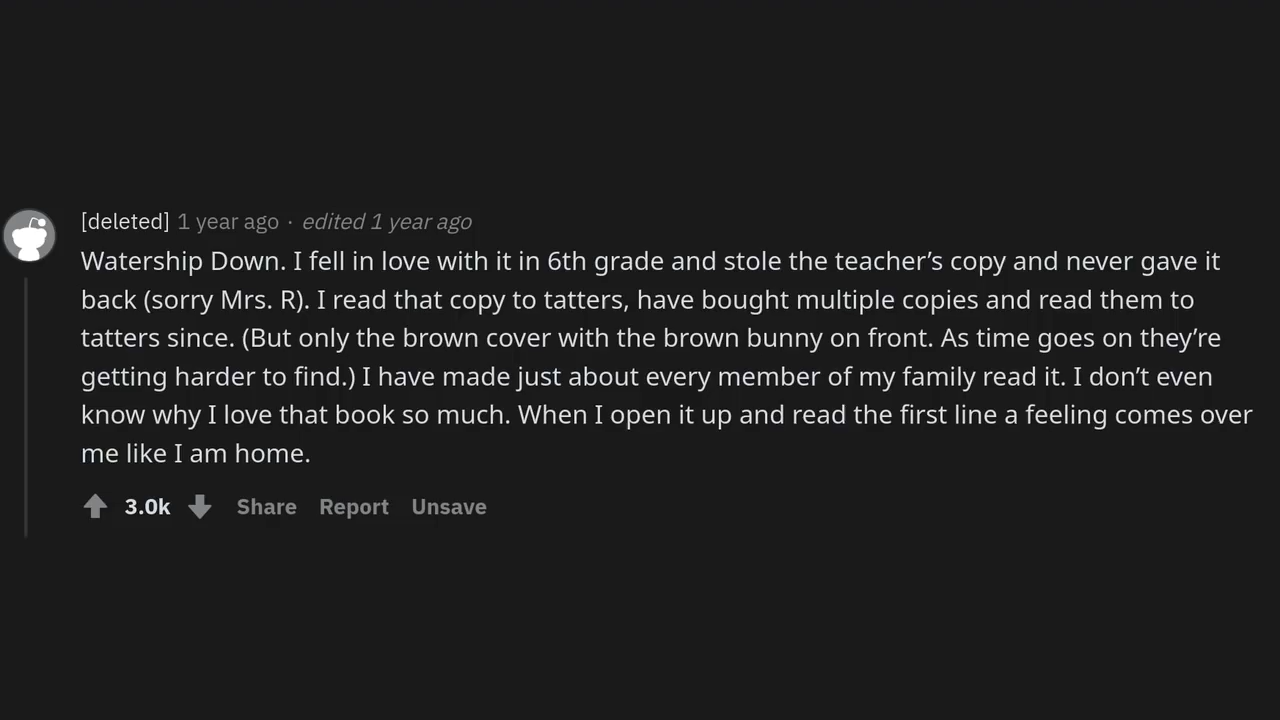 [deleted] 1 year ago · edited 1 year ago
Watership Down. I fell in love with it in 6th grade and stole the teacher’s copy and never gave it
back (sorry Mrs. R). I read that copy to tatters, have bought multiple copies and read them to
tatters since. (But only the brown cover with the brown bunny on front. As time goes on they’re
getting harder to find.) I have made just about every member of my family read it. I don’t even
know why I love that book so much. When I open it up and read the first line a feeling comes over
me like I am home.
3.0k Share Report Unsave